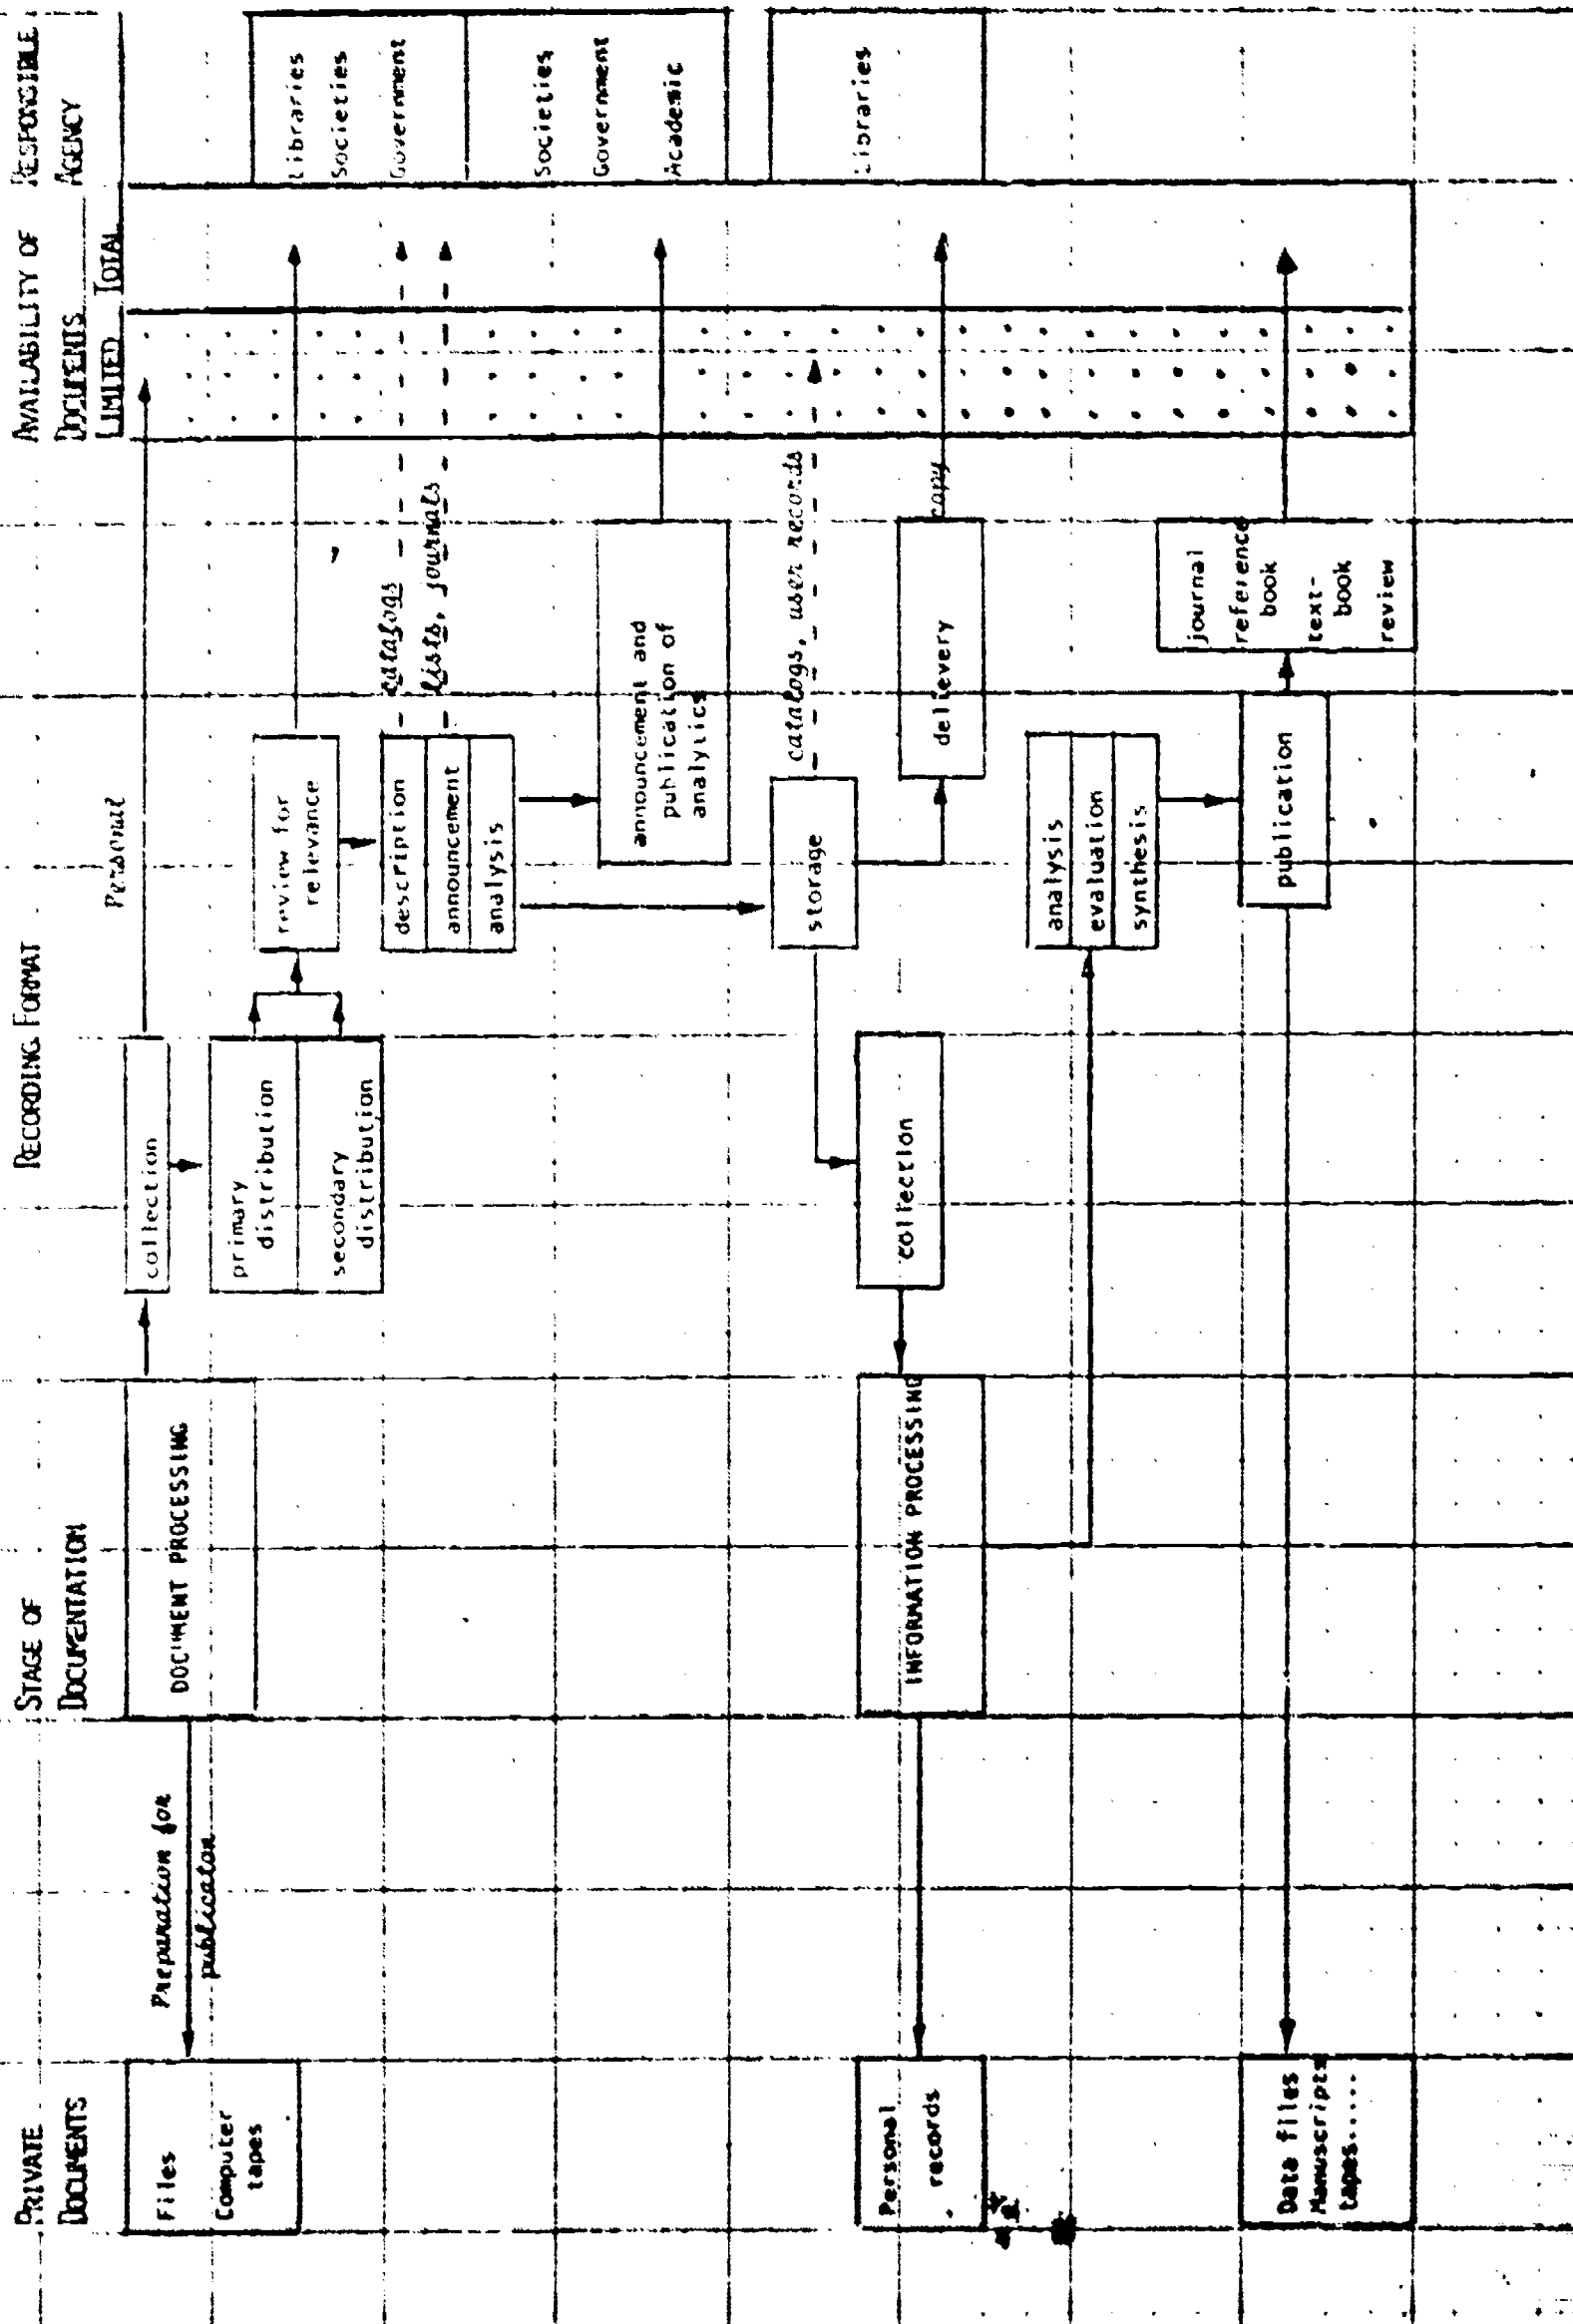 PRIVATE
DOCUMENTS
STAGE OF
DOCUMENTATION
RECORDING FORMAT
AVAILABILITY OF
DOCUMENTS
LIMITED TOTAL
RESPONSIBLE
AGENCY
Files
Computer
tapes
Preparation for
publicaton
DOCUMENT PROCESSING
collection
Personal
primary
distribution
secondary
distribution
review for
relevance
description
announcement
analysis
catalogs
lists, journals
Libraries
Societies
Government
announcement and
publication of
analytics
Societies
Government
Academic
storage
catalogs, user records
delievery
copy
Libraries
collection
INFORMATION PROCESSING
Personal
records
analysis
evaluation
synthesis
publication
journal
reference
book
text-
book
review
Data files
Manuscripts
tapes.....